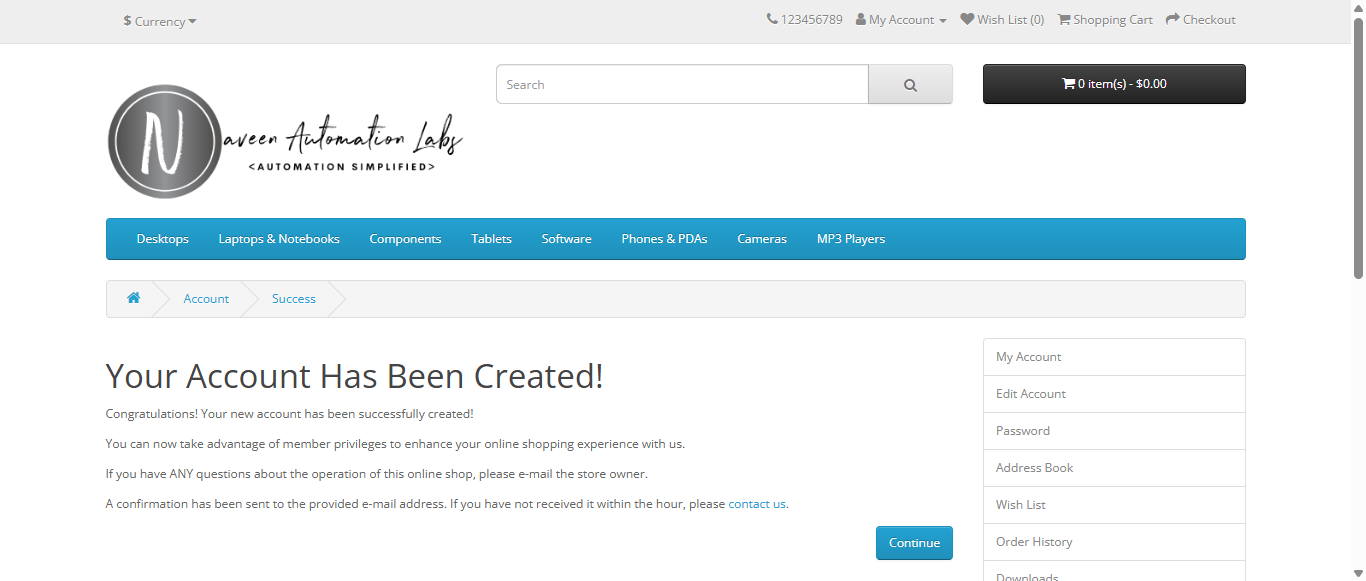 $ Currency
123456789 My Account Wish List (0) Shopping Cart Checkout
Search
0 item(s) - $0.00
N
aveen Automation Labs
<AUTOMATION SIMPLIFIED>
Desktops Laptops & Notebooks Components Tablets Software Phones & PDAs Cameras MP3 Players
Account Success
Your Account Has Been Created!
Congratulations! Your new account has been successfully created!
You can now take advantage of member privileges to enhance your online shopping experience with us.
If you have ANY questions about the operation of this online shop, please e-mail the store owner.
A confirmation has been sent to the provided e-mail address. If you have not received it within the hour, please contact us.
Continue
My Account
Edit Account
Password
Address Book
Wish List
Order History
Downloads